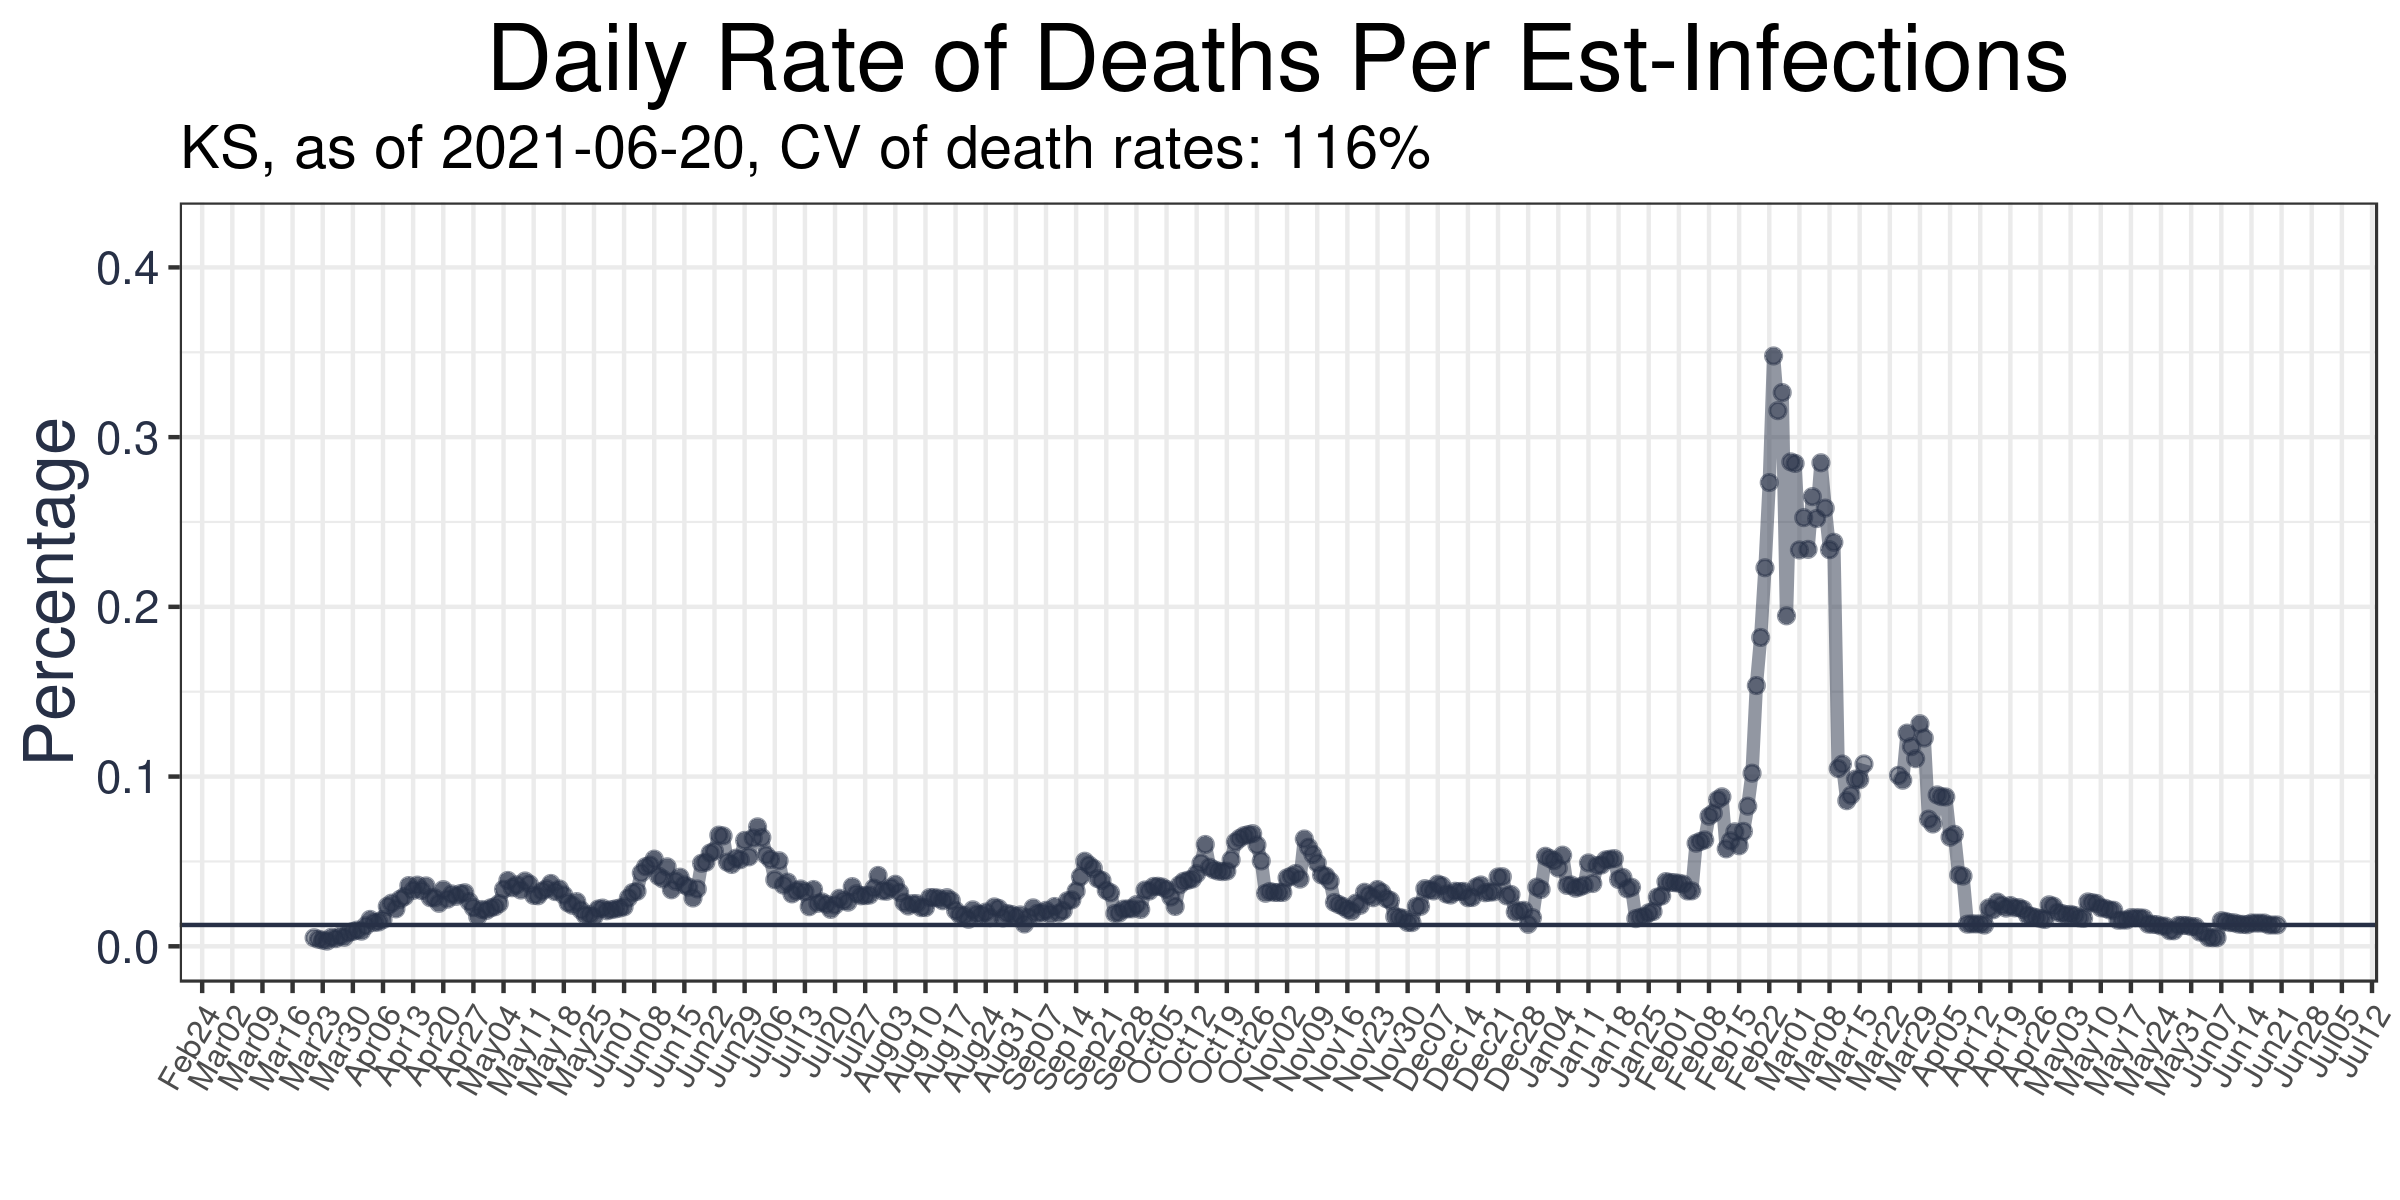 Daily Rate of Deaths Per Est-Infections
KS, as of 2021-06-20, CV of death rates: 116%
Percentage
0.4
0.3
0.2
0.1
0.0
Feb24
Mar02
Mar09
Mar16
Mar23
Mar30
Apr06
Apr13
Apr20
Apr27
May04
May11
May18
May25
Jun01
Jun08
Jun15
Jun22
Jun29
Jul06
Jul13
Jul20
Jul27
Aug03
Aug10
Aug17
Aug24
Aug31
Sep07
Sep14
Sep21
Sep28
Oct05
Oct12
Oct19
Oct26
Nov02
Nov09
Nov16
Nov23
Nov30
Dec07
Dec14
Dec21
Dec28
Jan04
Jan11
Jan18
Jan25
Feb01
Feb08
Feb15
Feb22
Mar01
Mar08
Mar15
Mar22
Mar29
Apr05
Apr12
Apr19
Apr26
May03
May10
May17
May24
May31
Jun07
Jun14
Jun21
Jun28
Jul05
Jul12